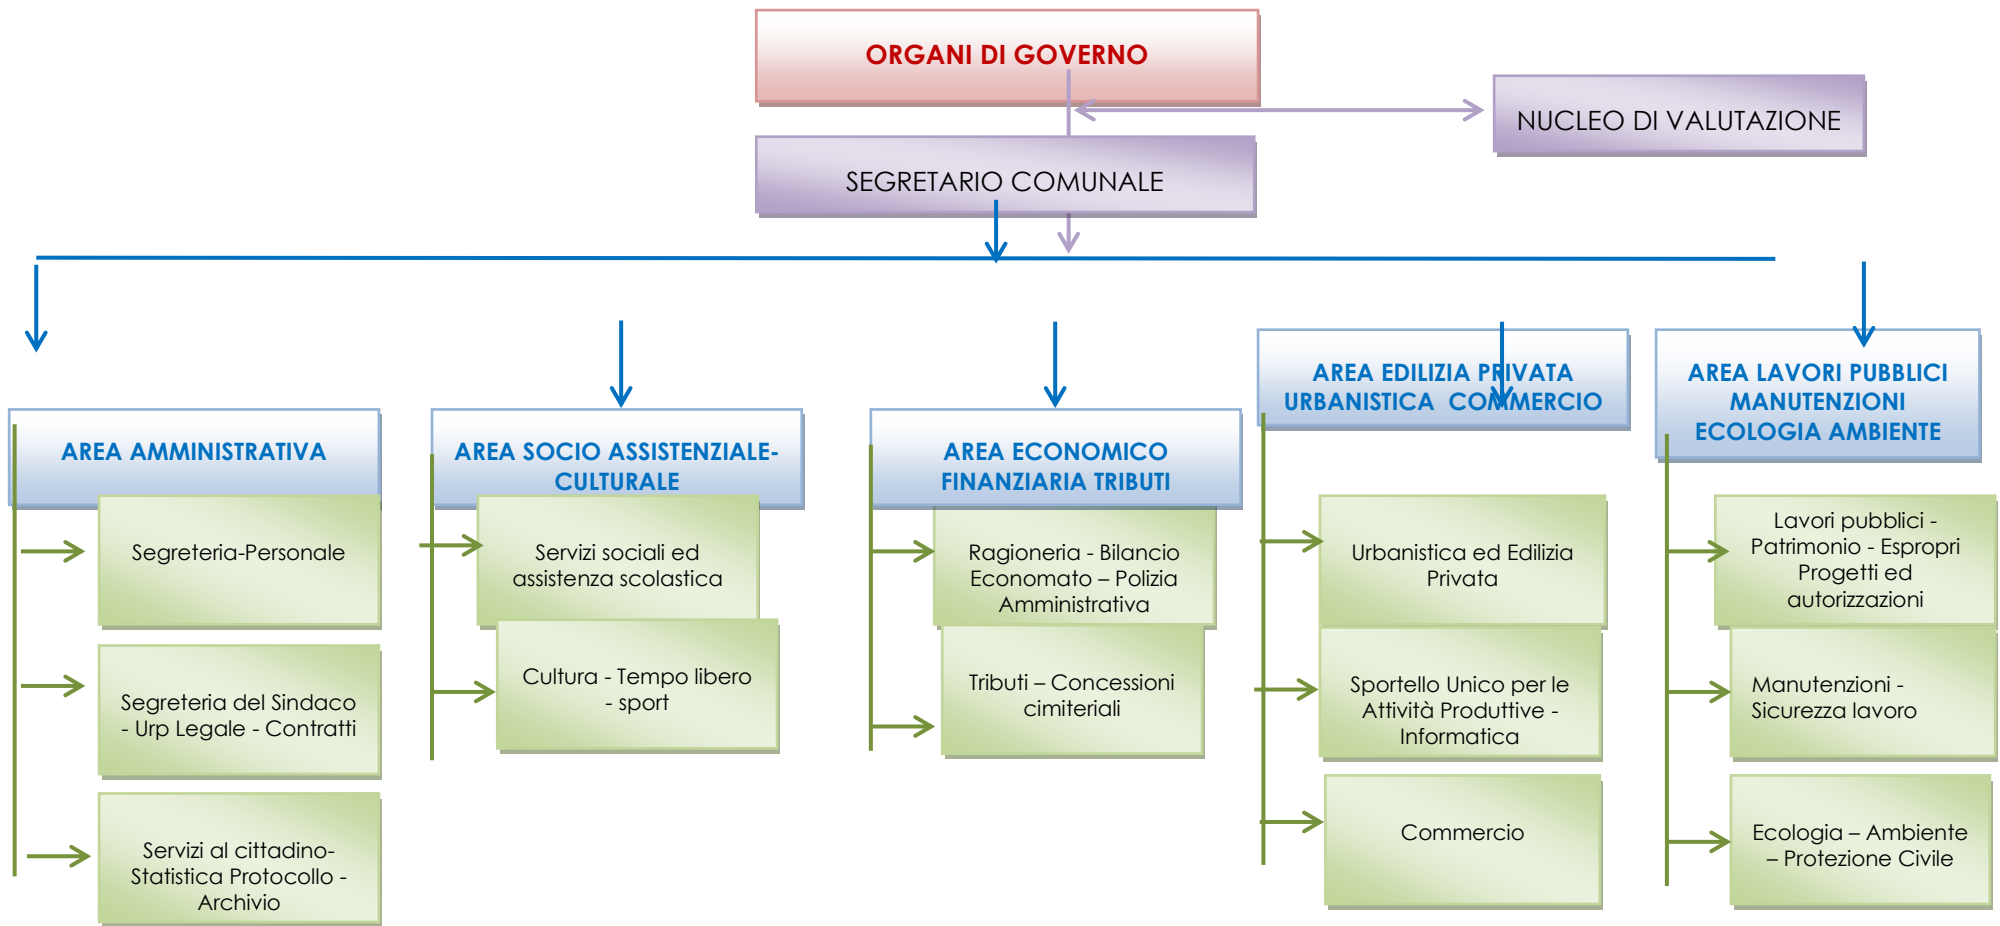 ORGANI DI GOVERNO
NUCLEO DI VALUTAZIONE
SEGRETARIO COMUNALE
AREA AMMINISTRATIVA
Segreteria-Personale
Segreteria del Sindaco
- Urp Legale - Contratti
Servizi al cittadino-
Statistica Protocollo -
Archivio
AREA SOCIO ASSISTENZIALE-
CULTURALE
Servizi sociali ed
assistenza scolastica
Cultura - Tempo libero
- sport
AREA ECONOMICO
FINANZIARIA TRIBUTI
Ragioneria - Bilancio
Economato – Polizia
Amministrativa
Tributi – Concessioni
cimiteriali
AREA EDILIZIA PRIVATA
URBANISTICA  COMMERCIO
Urbanistica ed Edilizia
Privata
Sportello Unico per le
Attività Produttive -
Informatica
Commercio
AREA LAVORI PUBBLICI
MANUTENZIONI
ECOLOGIA AMBIENTE
Lavori pubblici -
Patrimonio - Espropri
Progetti ed
autorizzazioni
Manutenzioni -
Sicurezza lavoro
Ecologia – Ambiente
– Protezione Civile